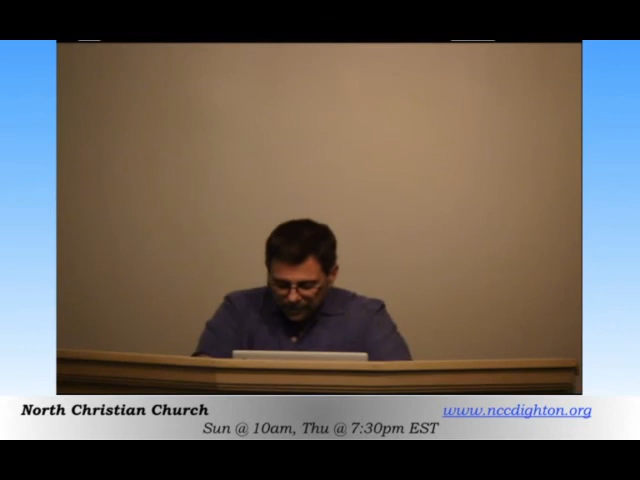 North Christian Church
www.nccdighton.org
Sun @ 10am, Thu @ 7:30pm EST